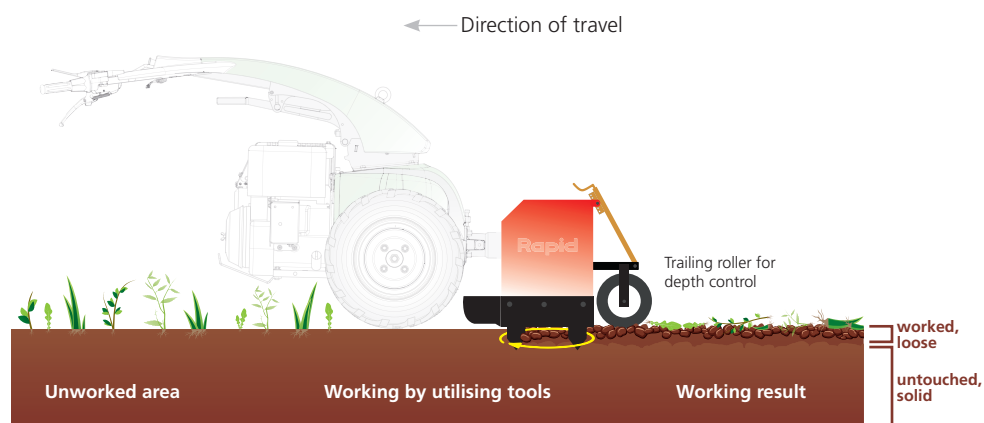 Direction of travel
Rapid
Trailing roller for
depth control
worked,
loose
untouched,
solid
Unworked area
Working by utilising tools
Working result